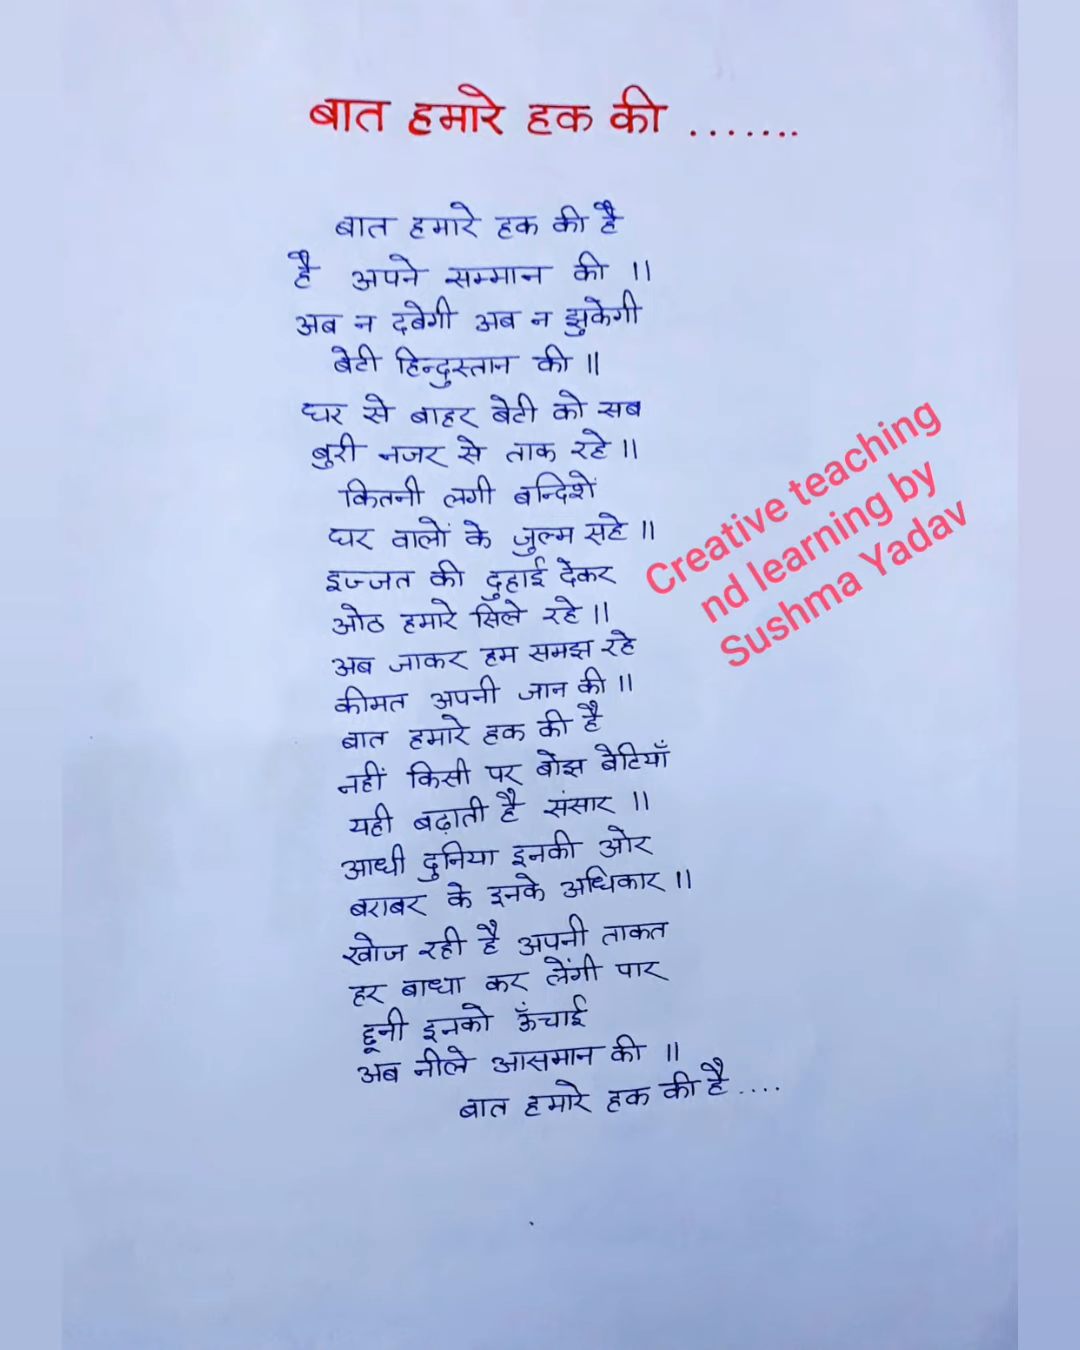 बात हमारे हक की .......
बात हमारे हक की है
है अपने सम्मान की ।।
अब न दबेगी अब न झुकेगी
बेटी हिन्दुस्तान की ॥
घर से बाहर बेटी को सब
बुरी नजर से ताक रहे ।।
कितनी लगी बन्दिशें
घर वालों के जुल्म सहे ।।
इज्जत की दुहाई देकर
ओठ हमारे सिले रहे ।।
अब जाकर हम समझ रहे
कीमत अपनी जान की ।।
बात हमारे हक की है
नहीं किसी पर बोझ बेटियाँ
यही बढ़ाती है संसार ।।
आधी दुनिया इनकी ओर
बराबर के इनके अधिकार ।।
खोज रही है अपनी ताकत
हर बाधा कर लेंगी पार
छूनी इनको ऊँचाई
अब नीले आसमान की ॥
बात हमारे हक की है ....
Creative teaching
nd learning by
Sushma Yadav